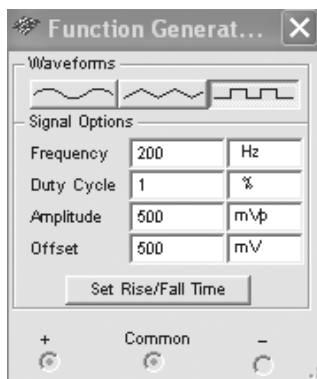 Function Generat...
Waveforms
Signal Options
Frequency 200 Hz
Duty Cycle 1 %
Amplitude 500 mVp
Offset 500 mV
Set Rise/Fall Time
+ Common -